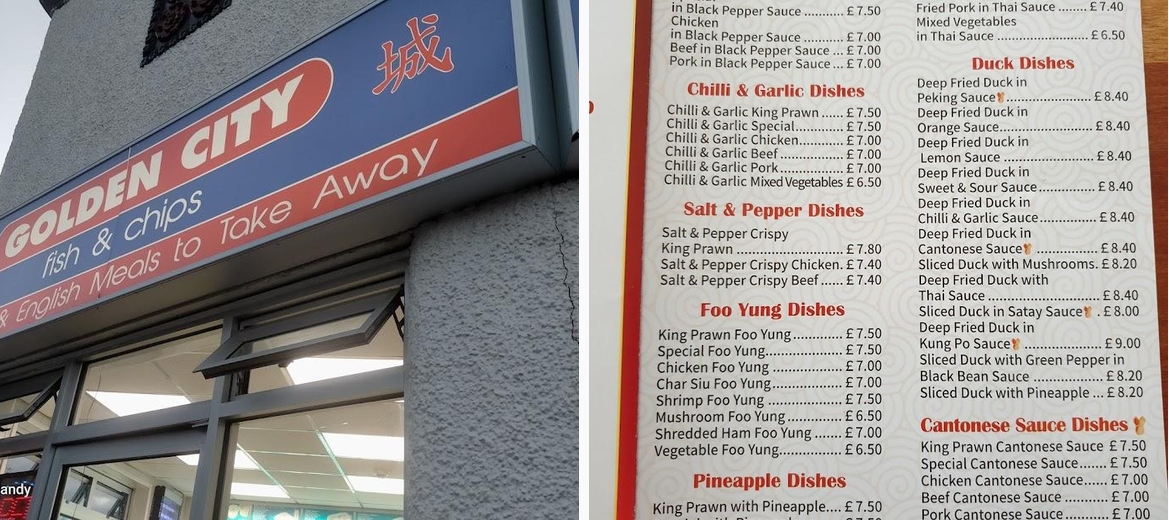 城
GOLDEN CITY
fish & chips
& English Meals to Take Away
andy
in Black Pepper Sauce ........... £ 7.50
Chicken
in Black Pepper Sauce ........... £ 7.00
Beef in Black Pepper Sauce ... £ 7.00
Pork in Black Pepper Sauce ... £ 7.00
Chilli & Garlic Dishes
Chilli & Garlic King Prawn ...... £ 7.50
Chilli & Garlic Special............. £ 7.50
Chilli & Garlic Chicken............ £ 7.00
Chilli & Garlic Beef ................. £ 7.00
Chilli & Garlic Pork ................. £ 7.00
Chilli & Garlic Mixed Vegetables £ 6.50
Salt & Pepper Dishes
Salt & Pepper Crispy
King Prawn ............................ £ 7.80
Salt & Pepper Crispy Chicken. £ 7.40
Salt & Pepper Crispy Beef ...... £ 7.40
Foo Yung Dishes
King Prawn Foo Yung ............. £ 7.50
Special Foo Yung.................... £ 7.50
Chicken Foo Yung .................. £ 7.00
Char Siu Foo Yung.................. £ 7.00
Shrimp Foo Yung.................... £ 7.50
Mushroom Foo Yung ............. £ 6.50
Shredded Ham Foo Yung ....... £ 7.00
Vegetable Foo Yung................ £ 6.50
Pineapple Dishes
King Prawn with Pineapple.... £ 7.50
Fried Pork in Thai Sauce ........ £ 7.40
Mixed Vegetables
in Thai Sauce ......................... £ 6.50
Duck Dishes
Deep Fried Duck in
Peking Sauce...................... £ 8.40
Deep Fried Duck in
Orange Sauce......................... £ 8.40
Deep Fried Duck in
Lemon Sauce ........................ £ 8.40
Deep Fried Duck in
Sweet & Sour Sauce................ £ 8.40
Deep Fried Duck in
Chilli & Garlic Sauce................ £ 8.40
Deep Fried Duck in
Cantonese Sauce .................. £ 8.40
Sliced Duck with Mushrooms. £ 8.20
Deep Fried Duck with
Thai Sauce .............................. £ 8.40
Sliced Duck in Satay Sauce . £ 8.00
Deep Fried Duck in
Kung Po Sauce ..................... £ 9.00
Sliced Duck with Green Pepper in
Black Bean Sauce ................... £ 8.20
Sliced Duck with Pineapple ... £ 8.20
Cantonese Sauce Dishes
King Prawn Cantonese Sauce £ 7.50
Special Cantonese Sauce....... £ 7.50
Chicken Cantonese Sauce...... £ 7.00
Beef Cantonese Sauce ........... £ 7.00
Pork Cantonese Sauce ........... £ 7.00